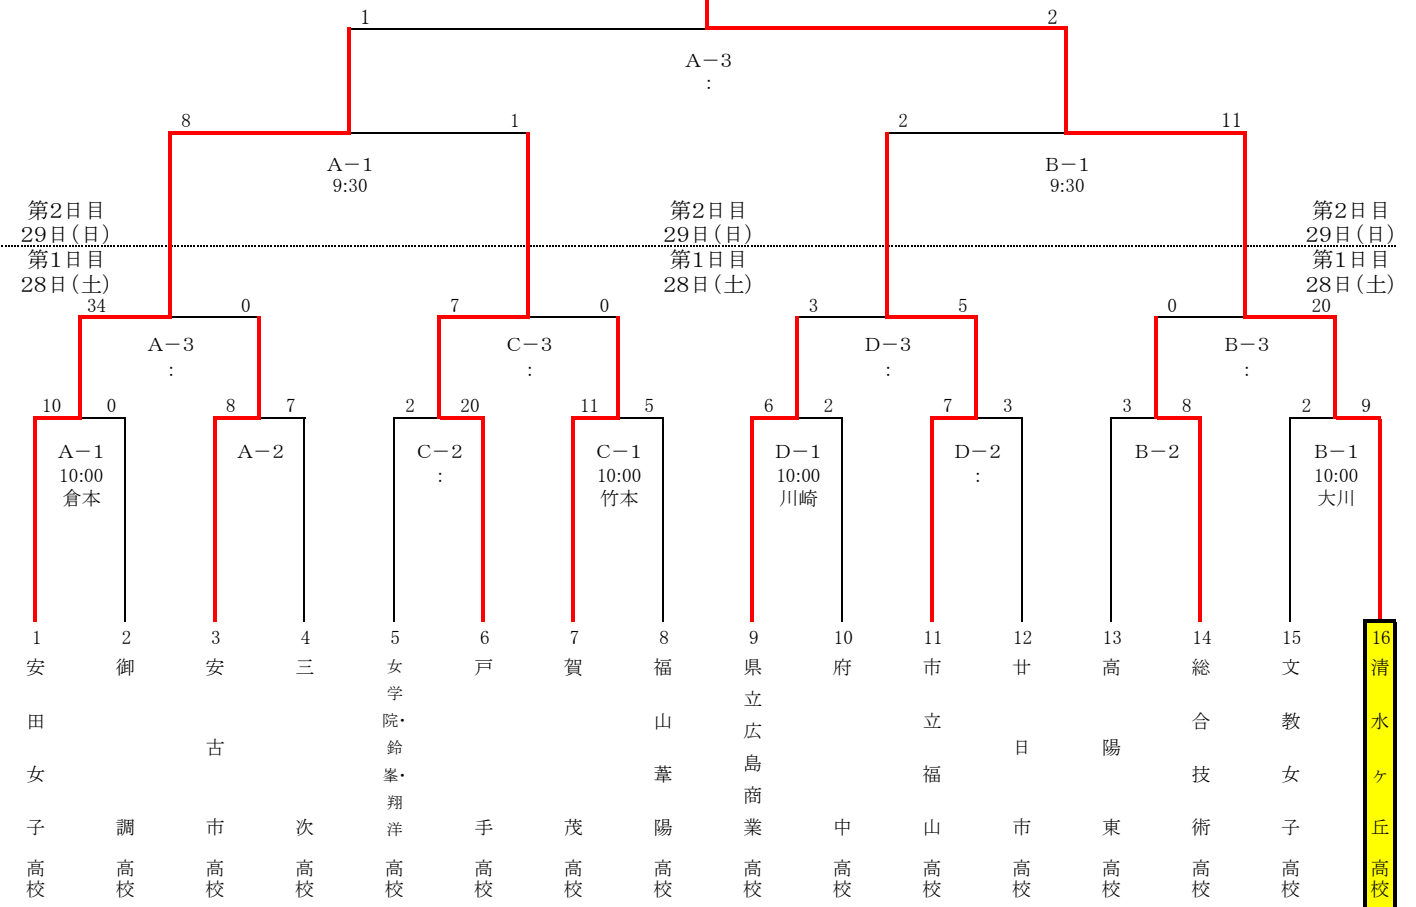 1 2
A－3
:
8 1 2 11
A－1 B－1
9:30 9:30
第2日目 第2日目 第2日目
29日(日) 29日(日) 29日(日)
第1日目 第1日目 第1日目
28日(土) 28日(土) 28日(土)
34 0 7 0 3 5 0 20
A－3 C－3 D－3 B－3
: : : :
10 0 8 7 2 20 11 5 6 2 7 3 3 8 2 9
A－1 A－2 C－2 C－1 D－1 D－2 B－2 B－1
10:00 : 10:00 10:00 : 10:00
倉本 竹本 川崎 大川
1 2 3 4 5 6 7 8 9 10 11 12 13 14 15 16
安田女子高校
御調高校
安古市高校
三次高校
女学院・鈴峯・翔洋高校
戸手高校
賀茂高校
福山葦陽高校
県立広島商業高校
府中高校
市立福山高校
廿日市高校
高陽東高校
総合技術高校
文教女子高校
清水ヶ丘高校